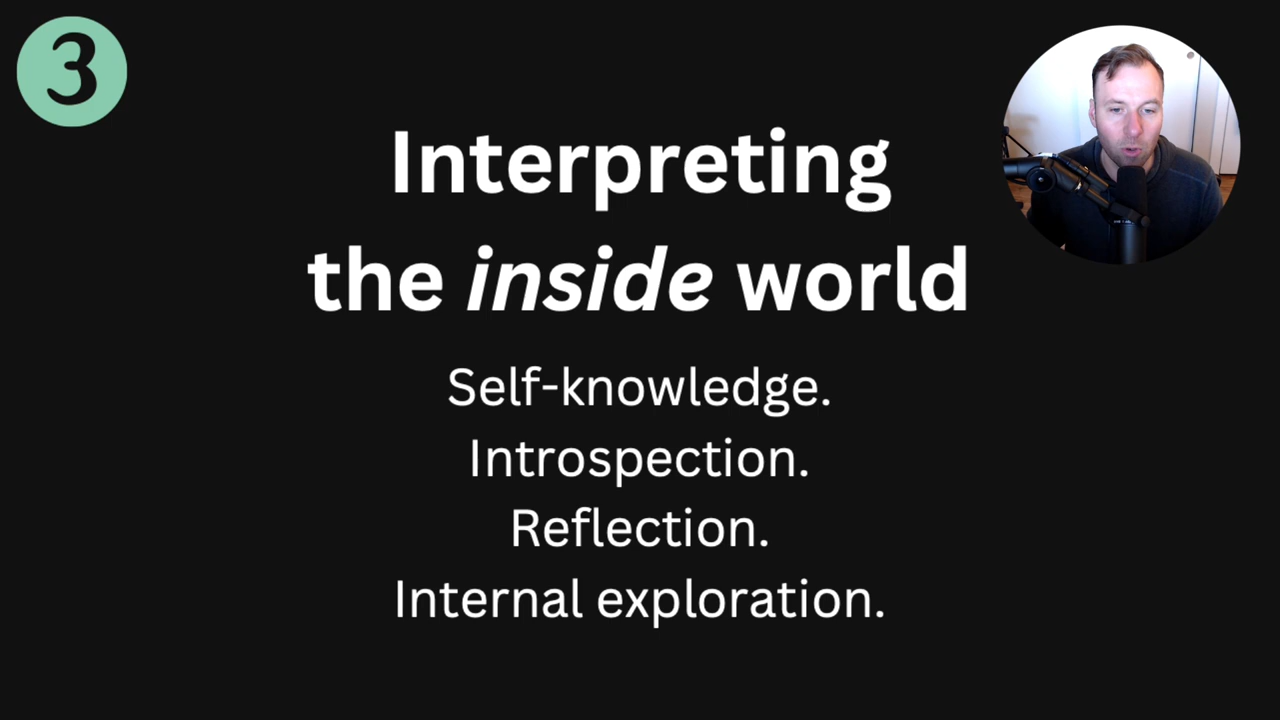 3
Interpreting
the inside world
Self-knowledge.
Introspection.
Reflection.
Internal exploration.